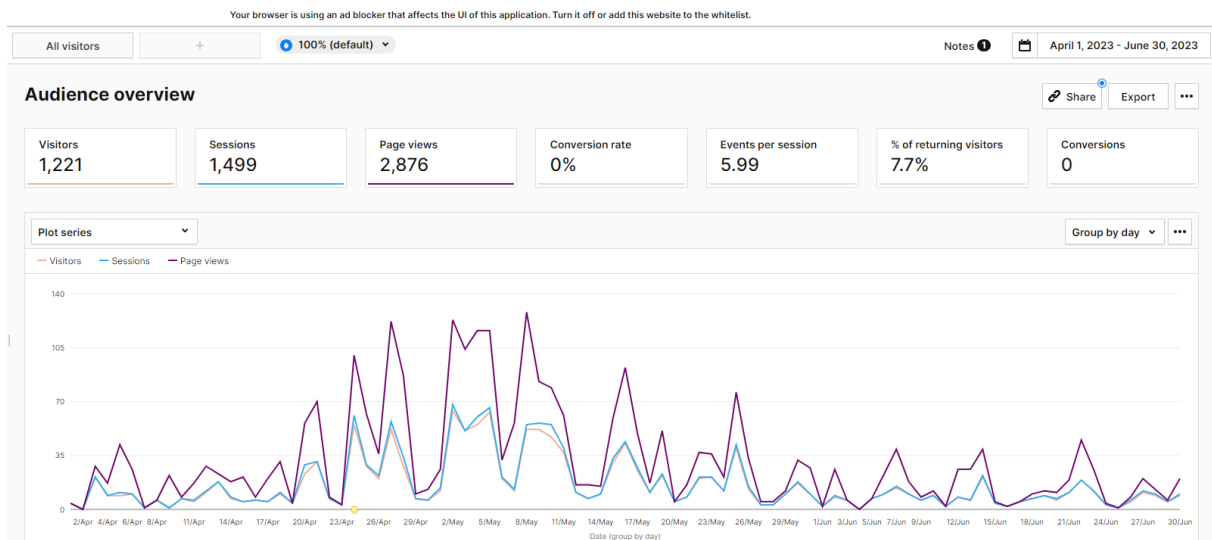 Your browser is using an ad blocker that affects the UI of this application. Turn it off or add this website to the whitelist.
All visitors + 100% (default) Notes 1 April 1, 2023 - June 30, 2023
Audience overview
Share Export
Visitors Sessions Page views Conversion rate Events per session % of returning visitors Conversions
1,221 1,499 2,876 0% 5.99 7.7% 0
Plot series Group by day
Visitors Sessions Page views
140
105
70
35
0
2/Apr 4/Apr 6/Apr 8/Apr 11/Apr 14/Apr 17/Apr 20/Apr 23/Apr 26/Apr 29/Apr 2/May 5/May 8/May 11/May 14/May 17/May 20/May 23/May 26/May 29/May 1/Jun 3/Jun 5/Jun 7/Jun 9/Jun 12/Jun 15/Jun 18/Jun 21/Jun 24/Jun 27/Jun 30/Jun
Date (group by day)